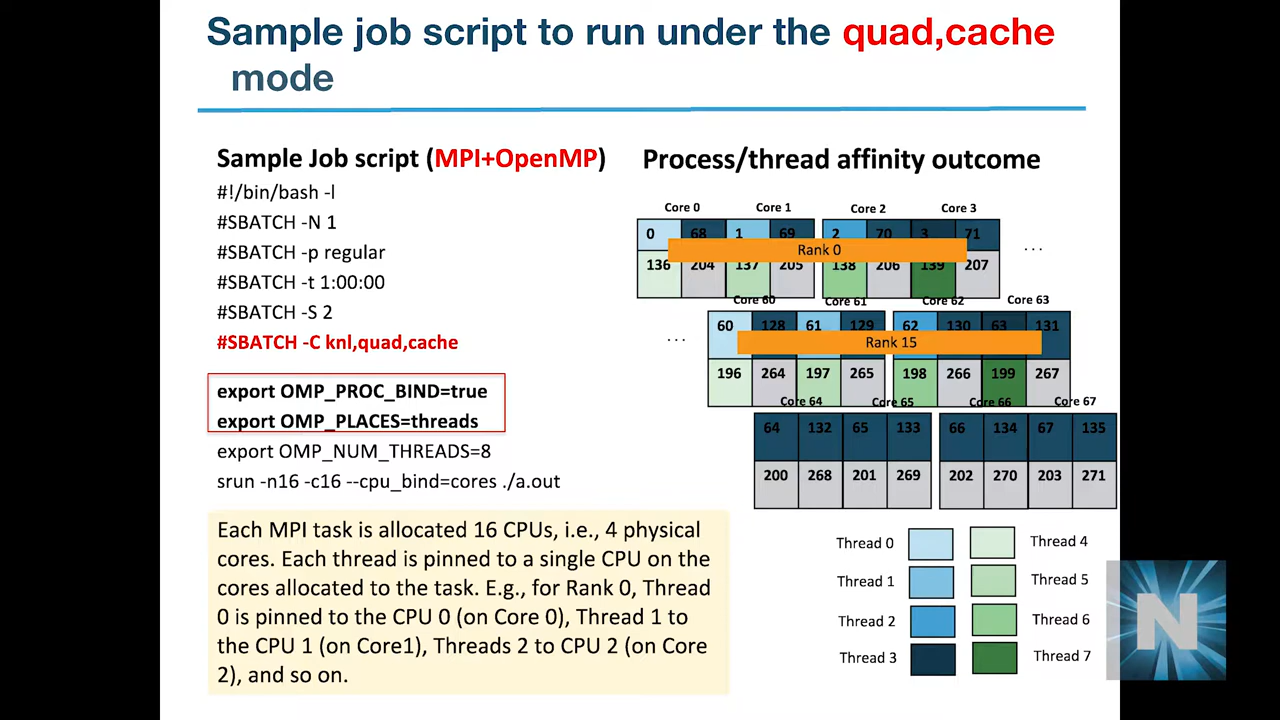 Sample job script to run under the quad,cache
mode
Sample Job script (MPI+OpenMP)
#!/bin/bash -l
#SBATCH -N 1
#SBATCH -p regular
#SBATCH -t 1:00:00
#SBATCH -S 2
#SBATCH -C knl,quad,cache
export OMP_PROC_BIND=true
export OMP_PLACES=threads
export OMP_NUM_THREADS=8
srun -n16 -c16 --cpu_bind=cores ./a.out
Each MPI task is allocated 16 CPUs, i.e., 4 physical
cores. Each thread is pinned to a single CPU on the
cores allocated to the task. E.g., for Rank 0, Thread
0 is pinned to the CPU 0 (on Core 0), Thread 1 to
the CPU 1 (on Core1), Threads 2 to CPU 2 (on Core
2), and so on.
Process/thread affinity outcome
Core 0 Core 1 Core 2 Core 3
0 68 1 69 2 70 3 71
Rank 0
...
136 204 137 205 138 206 139 207
Core 60 Core 61 Core 62 Core 63
60 128 61 129 62 130 63 131
...
Rank 15
196 264 197 265 198 266 199 267
Core 64 Core 65 Core 66 Core 67
64 132 65 133 66 134 67 135
200 268 201 269 202 270 203 271
Thread 0 Thread 4
Thread 1 Thread 5
Thread 2 Thread 6
Thread 3 Thread 7
N